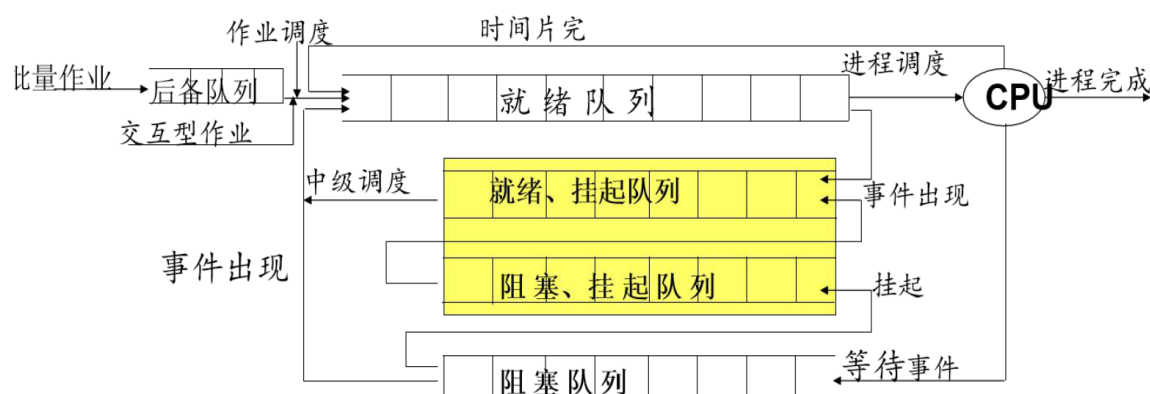 作业调度
时间片完
批量作业
后备队列
进程调度
就绪队列
CPU
进程完成
交互型作业
中级调度
就绪、挂起队列
事件出现
事件出现
阻塞、挂起队列
挂起
阻塞队列
等待事件